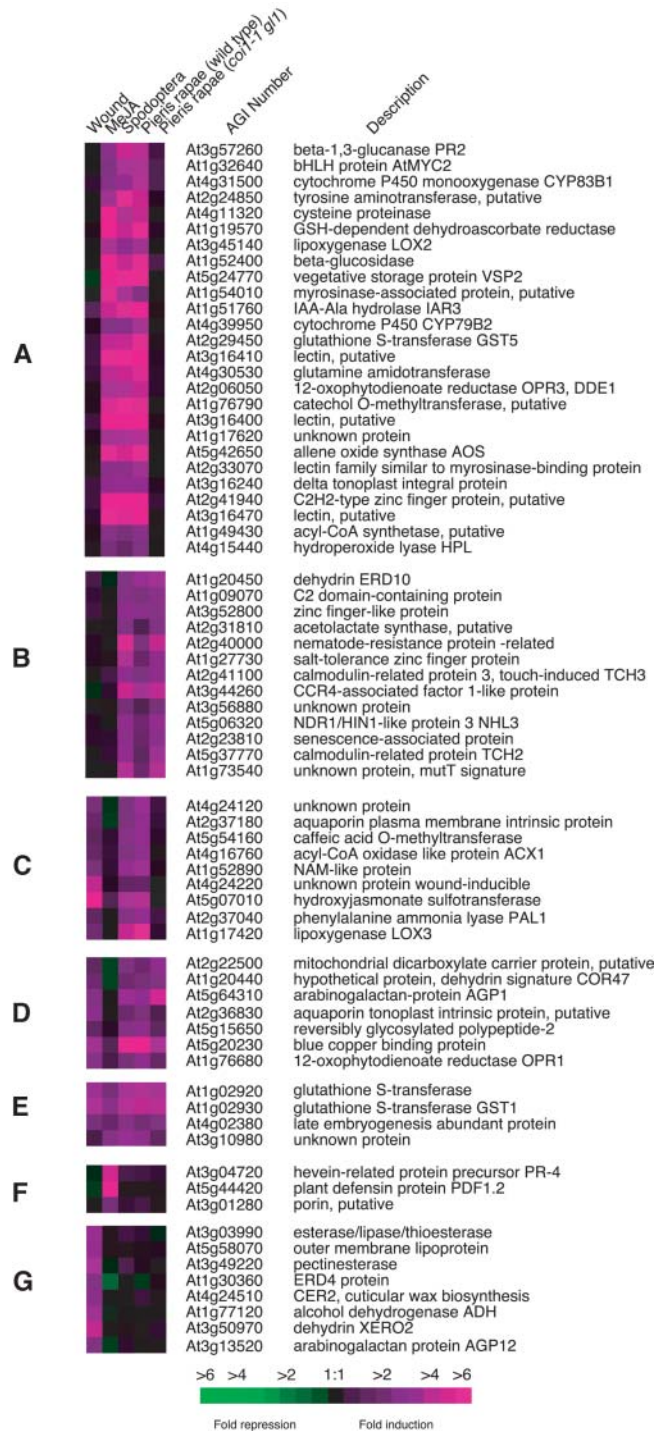 Wound
MeJA
Spodoptera
Pieris rapae (wild type)
Pieris rapae (coi1-1 gl1)
AGI Number
Description
A
At3g57260 beta-1,3-glucanase PR2
At1g32640 bHLH protein AtMYC2
At4g31500 cytochrome P450 monooxygenase CYP83B1
At2g24850 tyrosine aminotransferase, putative
At4g11320 cysteine proteinase
At1g19570 GSH-dependent dehydroascorbate reductase
At3g45140 lipoxygenase LOX2
At1g52400 beta-glucosidase
At5g24770 vegetative storage protein VSP2
At1g54010 myrosinase-associated protein, putative
At1g51760 IAA-Ala hydrolase IAR3
At4g39950 cytochrome P450 CYP79B2
At2g29450 glutathione S-transferase GST5
At3g16410 lectin, putative
At4g30530 glutamine amidotransferase
At2g06050 12-oxophytodienoate reductase OPR3, DDE1
At1g76790 catechol O-methyltransferase, putative
At3g16400 lectin, putative
At1g17620 unknown protein
At5g42650 allene oxide synthase AOS
At2g33070 lectin family similar to myrosinase-binding protein
At3g16240 delta tonoplast integral protein
At2g41940 C2H2-type zinc finger protein, putative
At3g16470 lectin, putative
At1g49430 acyl-CoA synthetase, putative
At4g15440 hydroperoxide lyase HPL
B
At1g20450 dehydrin ERD10
At1g09070 C2 domain-containing protein
At3g52800 zinc finger-like protein
At2g31810 acetolactate synthase, putative
At2g40000 nematode-resistance protein -related
At1g27730 salt-tolerance zinc finger protein
At2g41100 calmodulin-related protein 3, touch-induced TCH3
At3g44260 CCR4-associated factor 1-like protein
At3g56880 unknown protein
At5g06320 NDR1/HIN1-like protein 3 NHL3
At2g23810 senescence-associated protein
At5g37770 calmodulin-related protein TCH2
At1g73540 unknown protein, mutT signature
C
At4g24120 unknown protein
At2g37180 aquaporin plasma membrane intrinsic protein
At5g54160 caffeic acid O-methyltransferase
At4g16760 acyl-CoA oxidase like protein ACX1
At1g52890 NAM-like protein
At4g24220 unknown protein wound-inducible
At5g07010 hydroxyjasmonate sulfotransferase
At2g37040 phenylalanine ammonia lyase PAL1
At1g17420 lipoxygenase LOX3
D
At2g22500 mitochondrial dicarboxylate carrier protein, putative
At1g20440 hypothetical protein, dehydrin signature COR47
At5g64310 arabinogalactan-protein AGP1
At2g36830 aquaporin tonoplast intrinsic protein, putative
At5g15650 reversibly glycosylated polypeptide-2
At5g20230 blue copper binding protein
At1g76680 12-oxophytodienoate reductase OPR1
E
At1g02920 glutathione S-transferase
At1g02930 glutathione S-transferase GST1
At4g02380 late embryogenesis abundant protein
At3g10980 unknown protein
F
At3g04720 hevein-related protein precursor PR-4
At5g44420 plant defensin protein PDF1.2
At3g01280 porin, putative
G
At3g03990 esterase/lipase/thioesterase
At5g58070 outer membrane lipoprotein
At3g49220 pectinesterase
At1g30360 ERD4 protein
At4g24510 CER2, cuticular wax biosynthesis
At1g77120 alcohol dehydrogenase ADH
At3g50970 dehydrin XERO2
At3g13520 arabinogalactan protein AGP12
>6 >4 >2 1:1 >2 >4 >6
Fold repression Fold induction